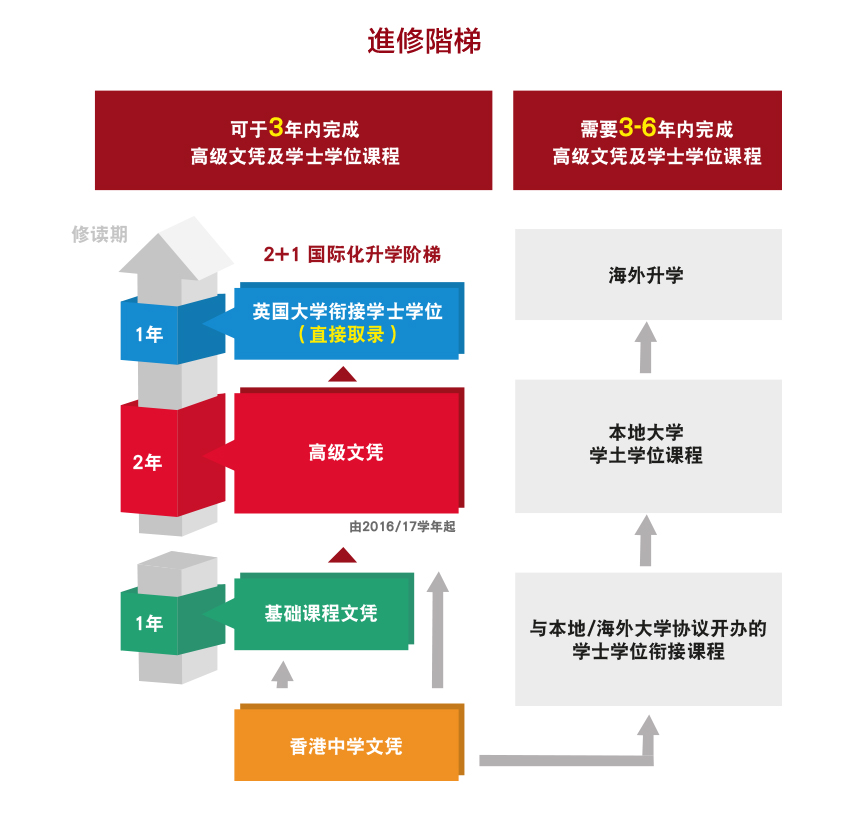 進修階梯
可于3年内完成
高级文凭及学士学位课程
需要3-6年内完成
高级文凭及学士学位课程
修读期
2+1 国际化升学阶梯
1年
英国大学衔接学士学位
(直接取录)
2年
高级文凭
由2016/17学年起
1年
基础课程文凭
香港中学文凭
海外升学
本地大学
学土学位课程
与本地/海外大学协议开办的
学士学位衔接课程